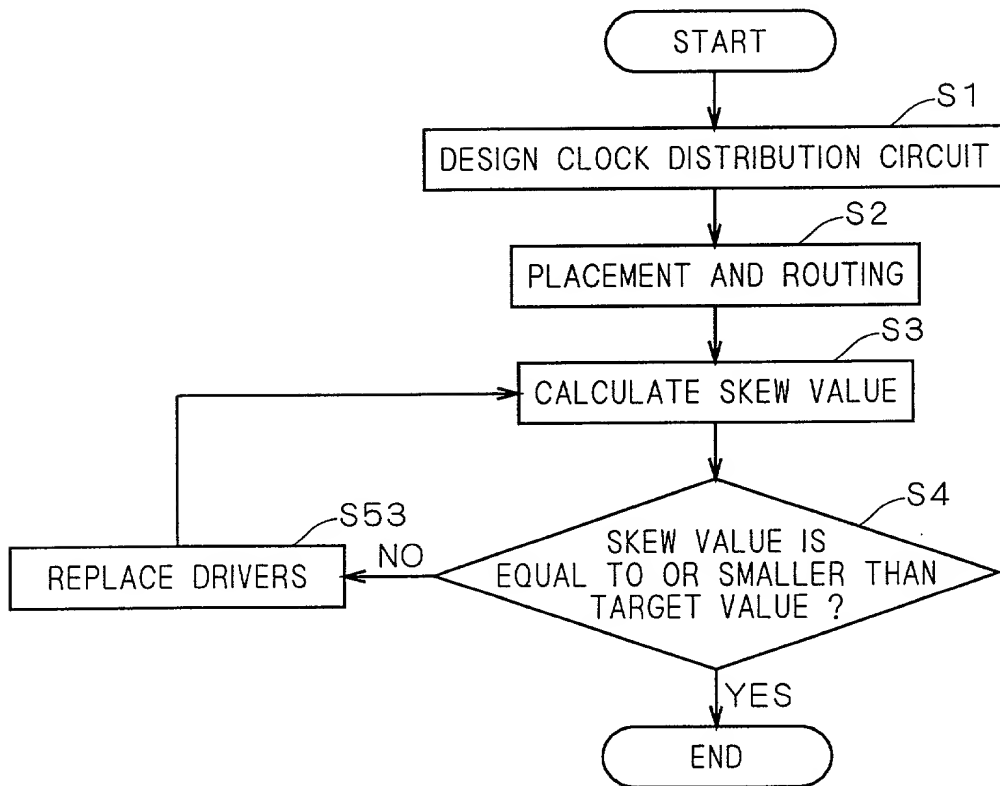 START
S1
DESIGN CLOCK DISTRIBUTION CIRCUIT
S2
PLACEMENT AND ROUTING
S3
CALCULATE SKEW VALUE
S4
SKEW VALUE IS
EQUAL TO OR SMALLER THAN
TARGET VALUE ?
NO
S53
REPLACE DRIVERS
YES
END